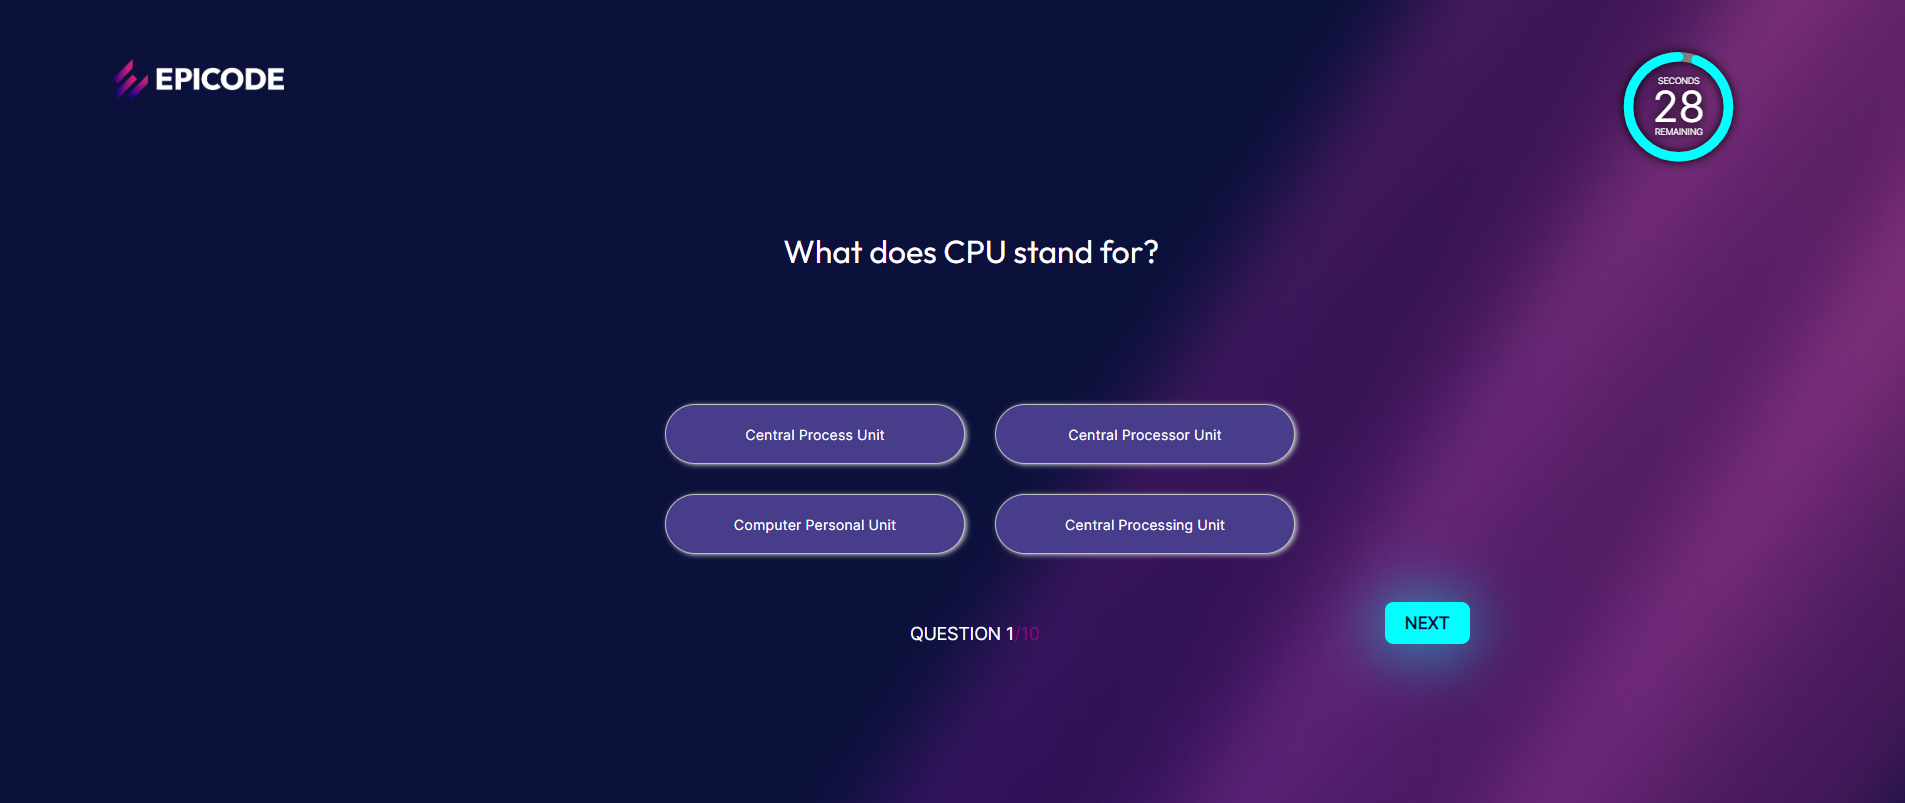 EPICODE
SECONDS
28
REMAINING
What does CPU stand for?
Central Process Unit
Central Processor Unit
Computer Personal Unit
Central Processing Unit
QUESTION 1/10
NEXT